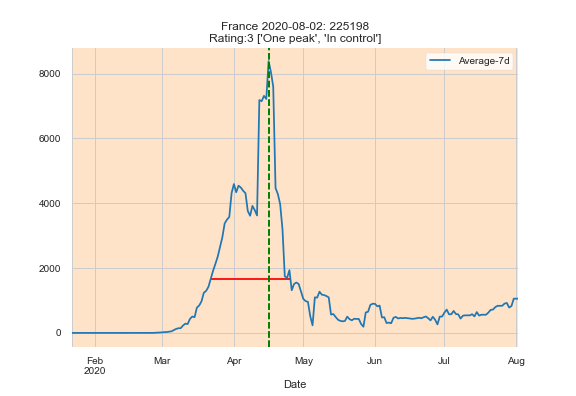 France 2020-08-02: 225198
Rating:3 ['One peak', 'In control']
Average-7d
8000
6000
4000
2000
0
Feb
2020
Mar
Apr
May
Jun
Jul
Aug
Date